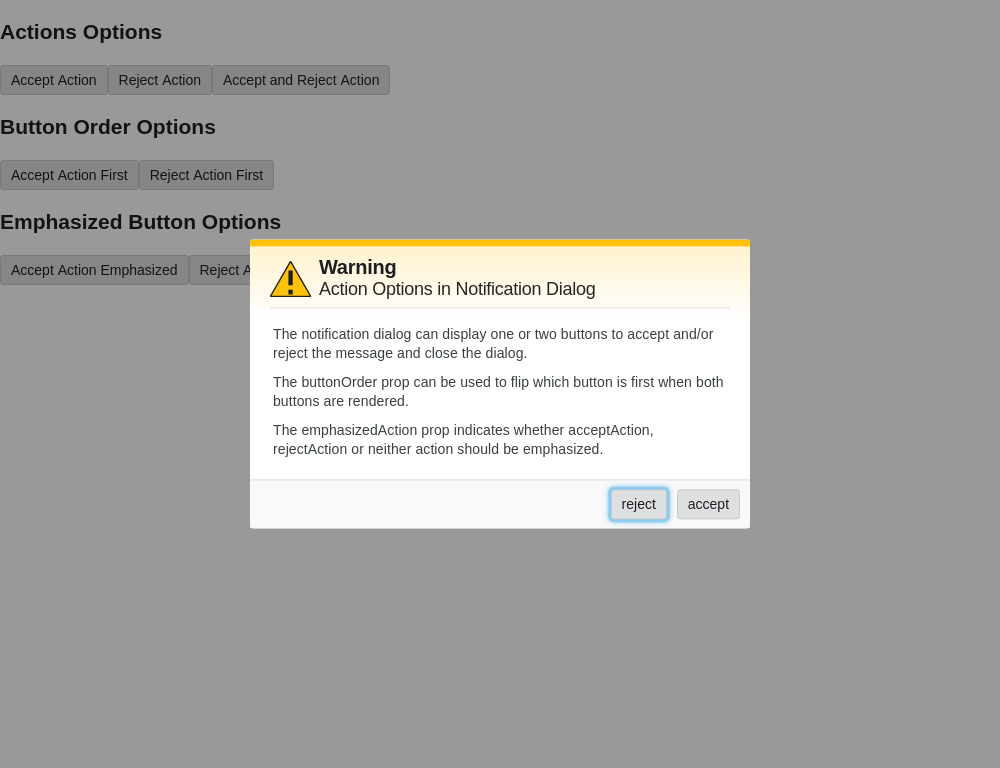 Actions Options
Accept Action Reject Action Accept and Reject Action
Button Order Options
Accept Action First Reject Action First
Emphasized Button Options
Accept Action Emphasized Reject
Warning
Action Options in Notification Dialog
The notification dialog can display one or two buttons to accept and/or
reject the message and close the dialog.
The buttonOrder prop can be used to flip which button is first when both
buttons are rendered.
The emphasizedAction prop indicates whether acceptAction,
rejectAction or neither action should be emphasized.
reject accept